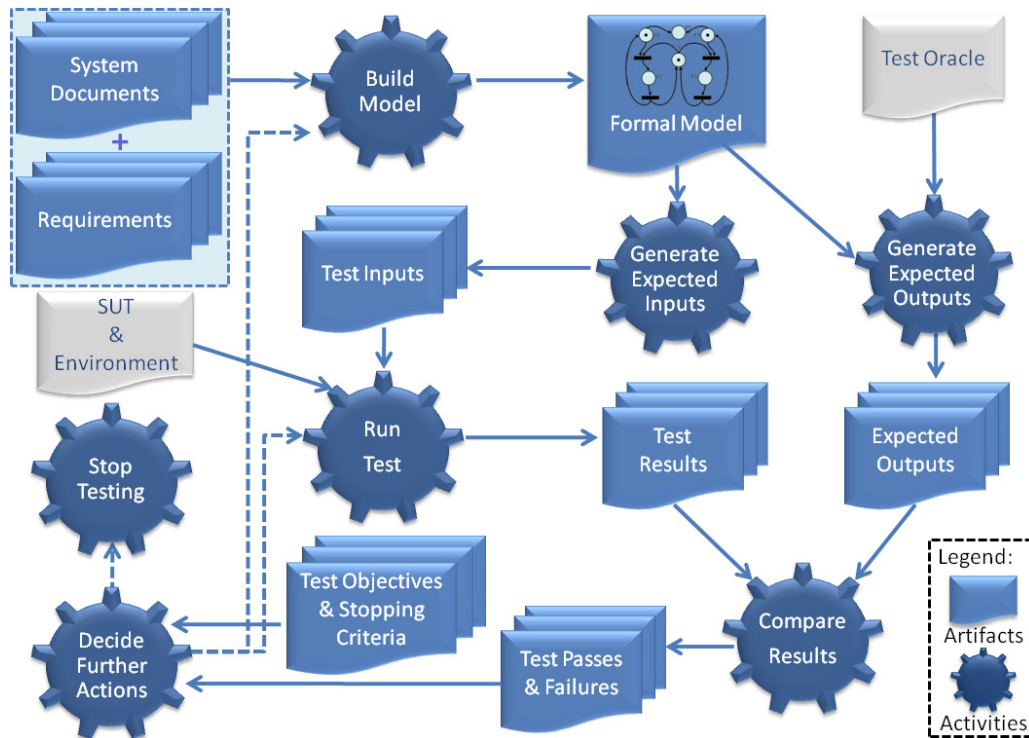 System
Documents
+
Requirements
Build
Model
Formal Model
Test Oracle
Test Inputs
Generate
Expected
Inputs
Generate
Expected
Outputs
SUT
&
Environment
Run
Test
Test
Results
Expected
Outputs
Stop
Testing
Test Objectives
& Stopping
Criteria
Decide
Further
Actions
Test Passes
& Failures
Compare
Results
Legend:
Artifacts
Activities